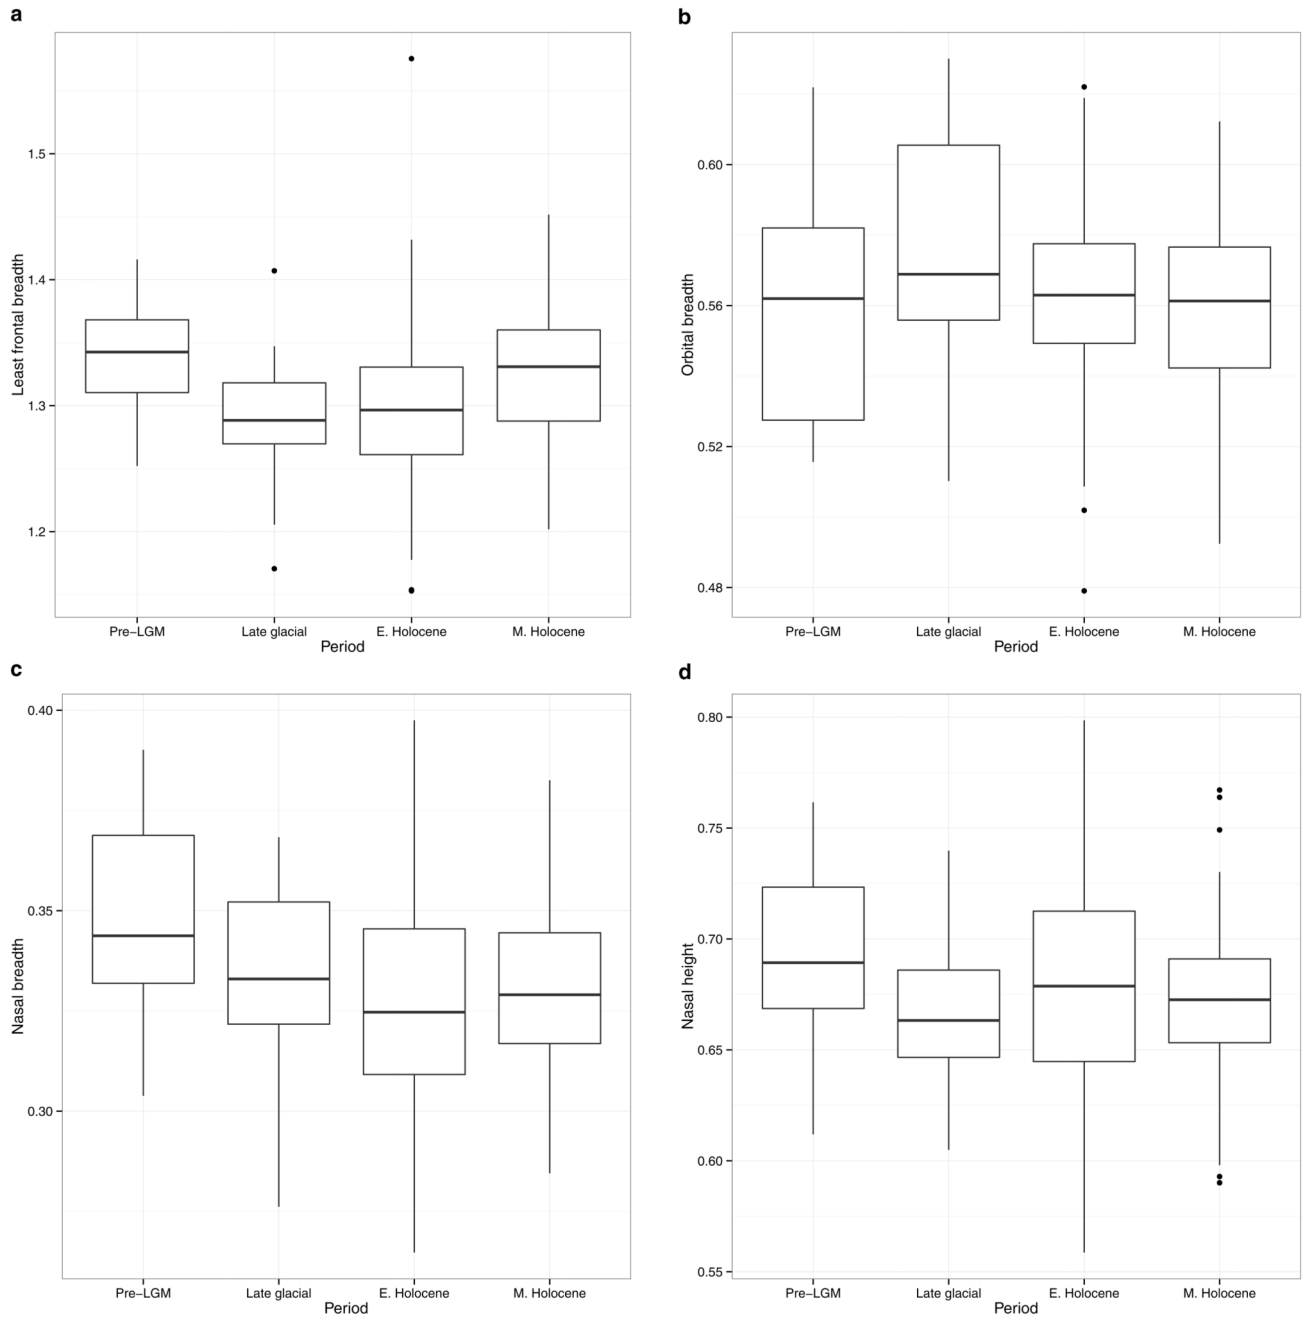 a
Least frontal breadth
1.5
1.4
1.3
1.2
Pre–LGM Late glacial E. Holocene M. Holocene
Period
b
Orbital breadth
0.60
0.56
0.52
0.48
Pre–LGM Late glacial E. Holocene M. Holocene
Period
c
Nasal breadth
0.40
0.35
0.30
Pre–LGM Late glacial E. Holocene M. Holocene
Period
d
Nasal height
0.80
0.75
0.70
0.65
0.60
0.55
Pre–LGM Late glacial E. Holocene M. Holocene
Period